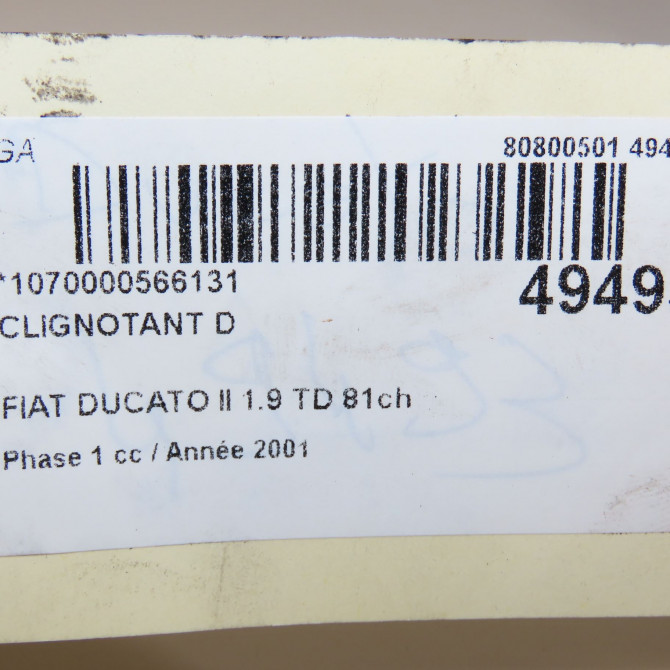 GA 80800501 494
*1070000566131 4949
CLIGNOTANT D
FIAT DUCATO II 1.9 TD 81ch
Phase 1 cc / Année 2001